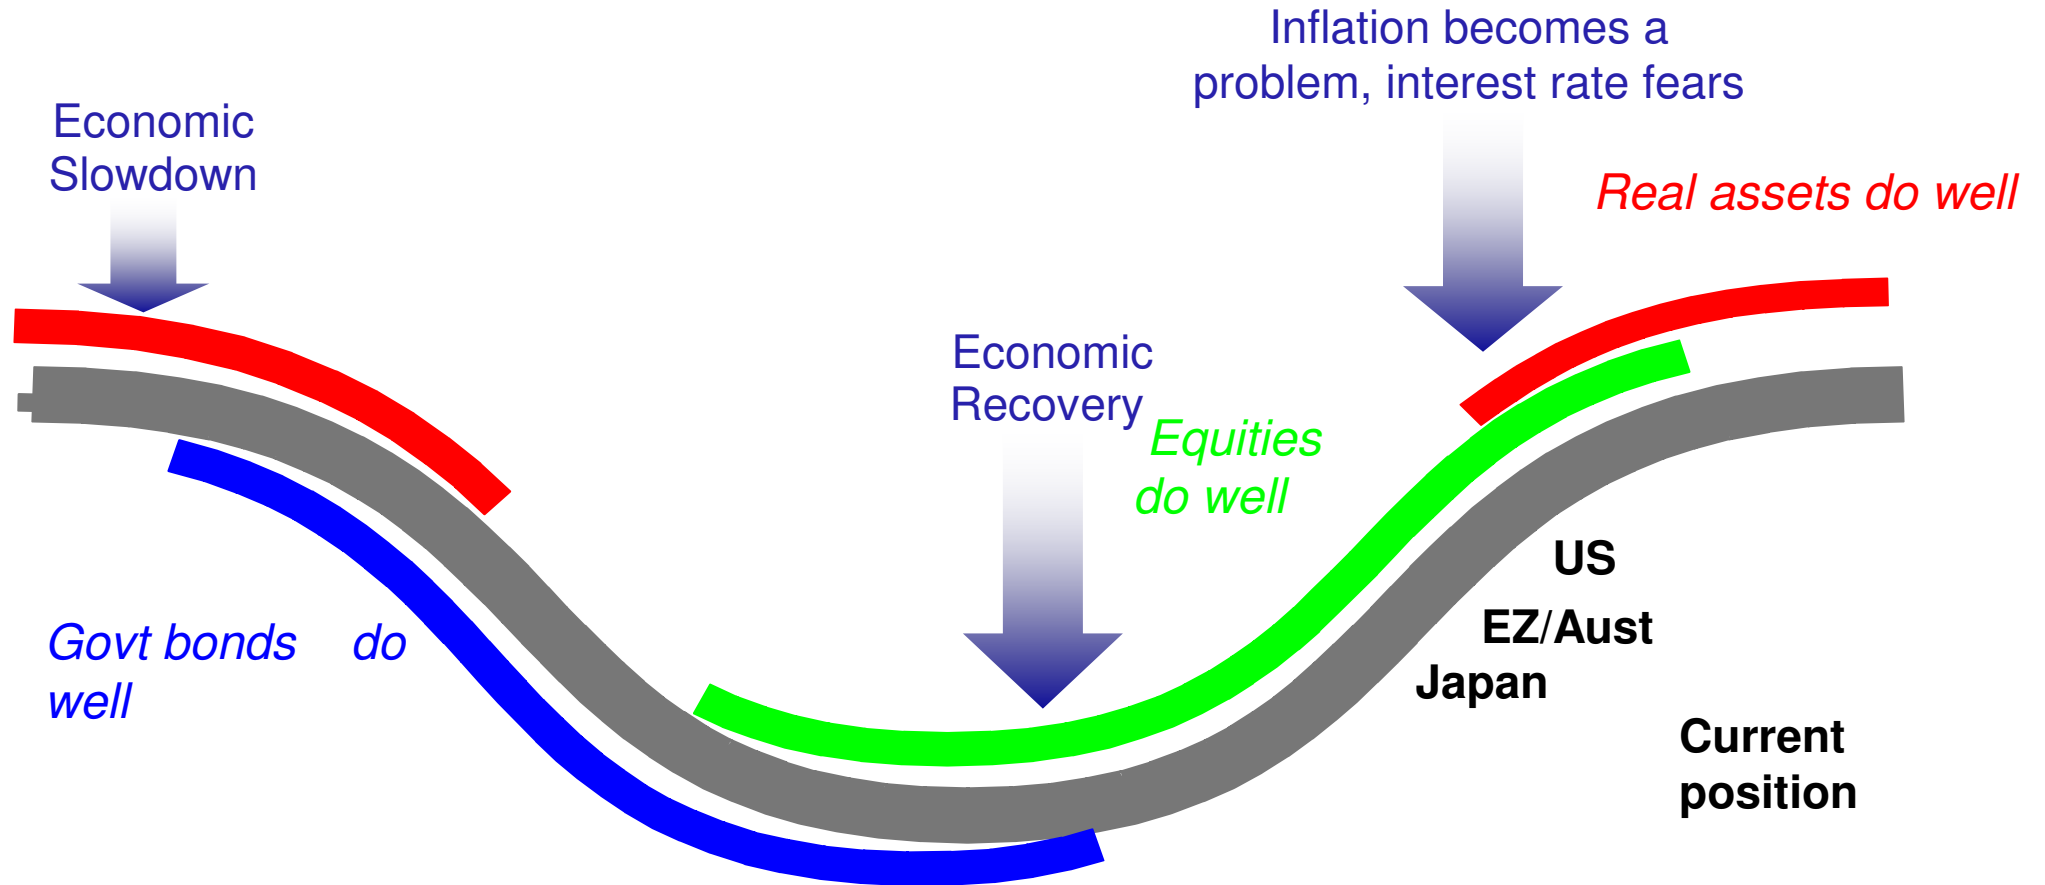 Inflation becomes a
problem, interest rate fears
Economic
Slowdown
Real assets do well
Economic
Recovery
Equities
do well
US
EZ/Aust
Japan
Govt bonds do
well
Current
position